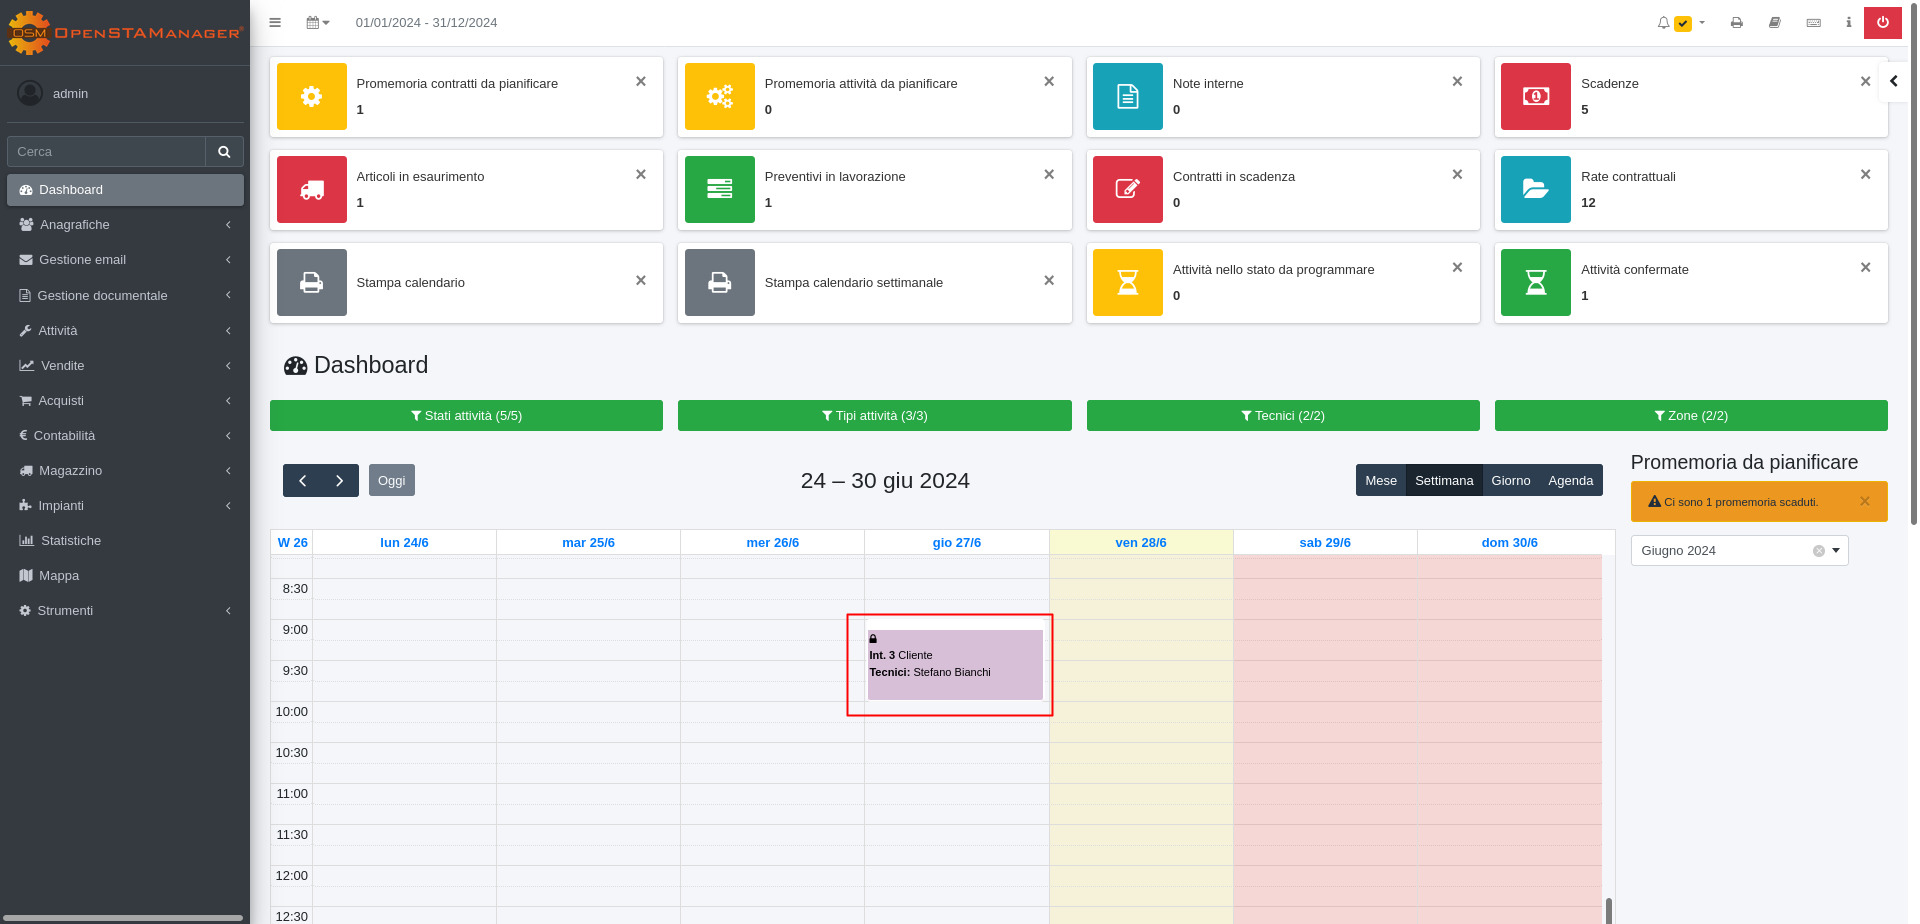 OSM OpenSTAManager®
01/01/2024 - 31/12/2024
admin
Cerca
Dashboard
Anagrafiche
Gestione email
Gestione documentale
Attività
Vendite
Acquisti
Contabilità
Magazzino
Impianti
Statistiche
Mappa
Strumenti
Promemoria contratti da pianificare
1
Promemoria attività da pianificare
0
Note interne
0
Scadenze
5
Articoli in esaurimento
1
Preventivi in lavorazione
1
Contratti in scadenza
0
Rate contrattuali
12
Stampa calendario
Stampa calendario settimanale
Attività nello stato da programmare
0
Attività confermate
1
Dashboard
Stati attività (5/5)
Tipi attività (3/3)
Tecnici (2/2)
Zone (2/2)
Oggi
24 – 30 giu 2024
Mese Settimana Giorno Agenda
W 26 lun 24/6 mar 25/6 mer 26/6 gio 27/6 ven 28/6 sab 29/6 dom 30/6
8:30
9:00
9:30
10:00
10:30
11:00
11:30
12:00
12:30
Int. 3 Cliente
Tecnici: Stefano Bianchi
Promemoria da pianificare
Ci sono 1 promemoria scaduti.
Giugno 2024